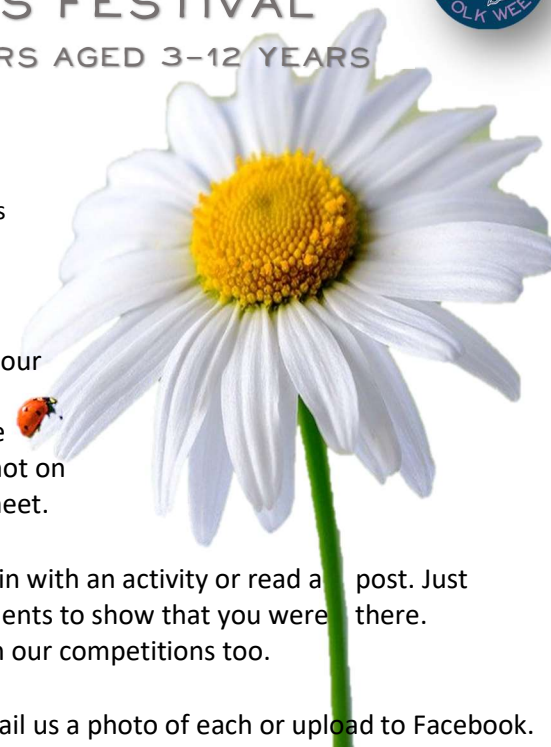 S FESTIVAL
OLK WEE
RS AGED 3–12 YEARS
s
our
e
not on
eet.
in with an activity or read a post. Just
ents to show that you were there.
n our competitions too.
ail us a photo of each or upload to Facebook.